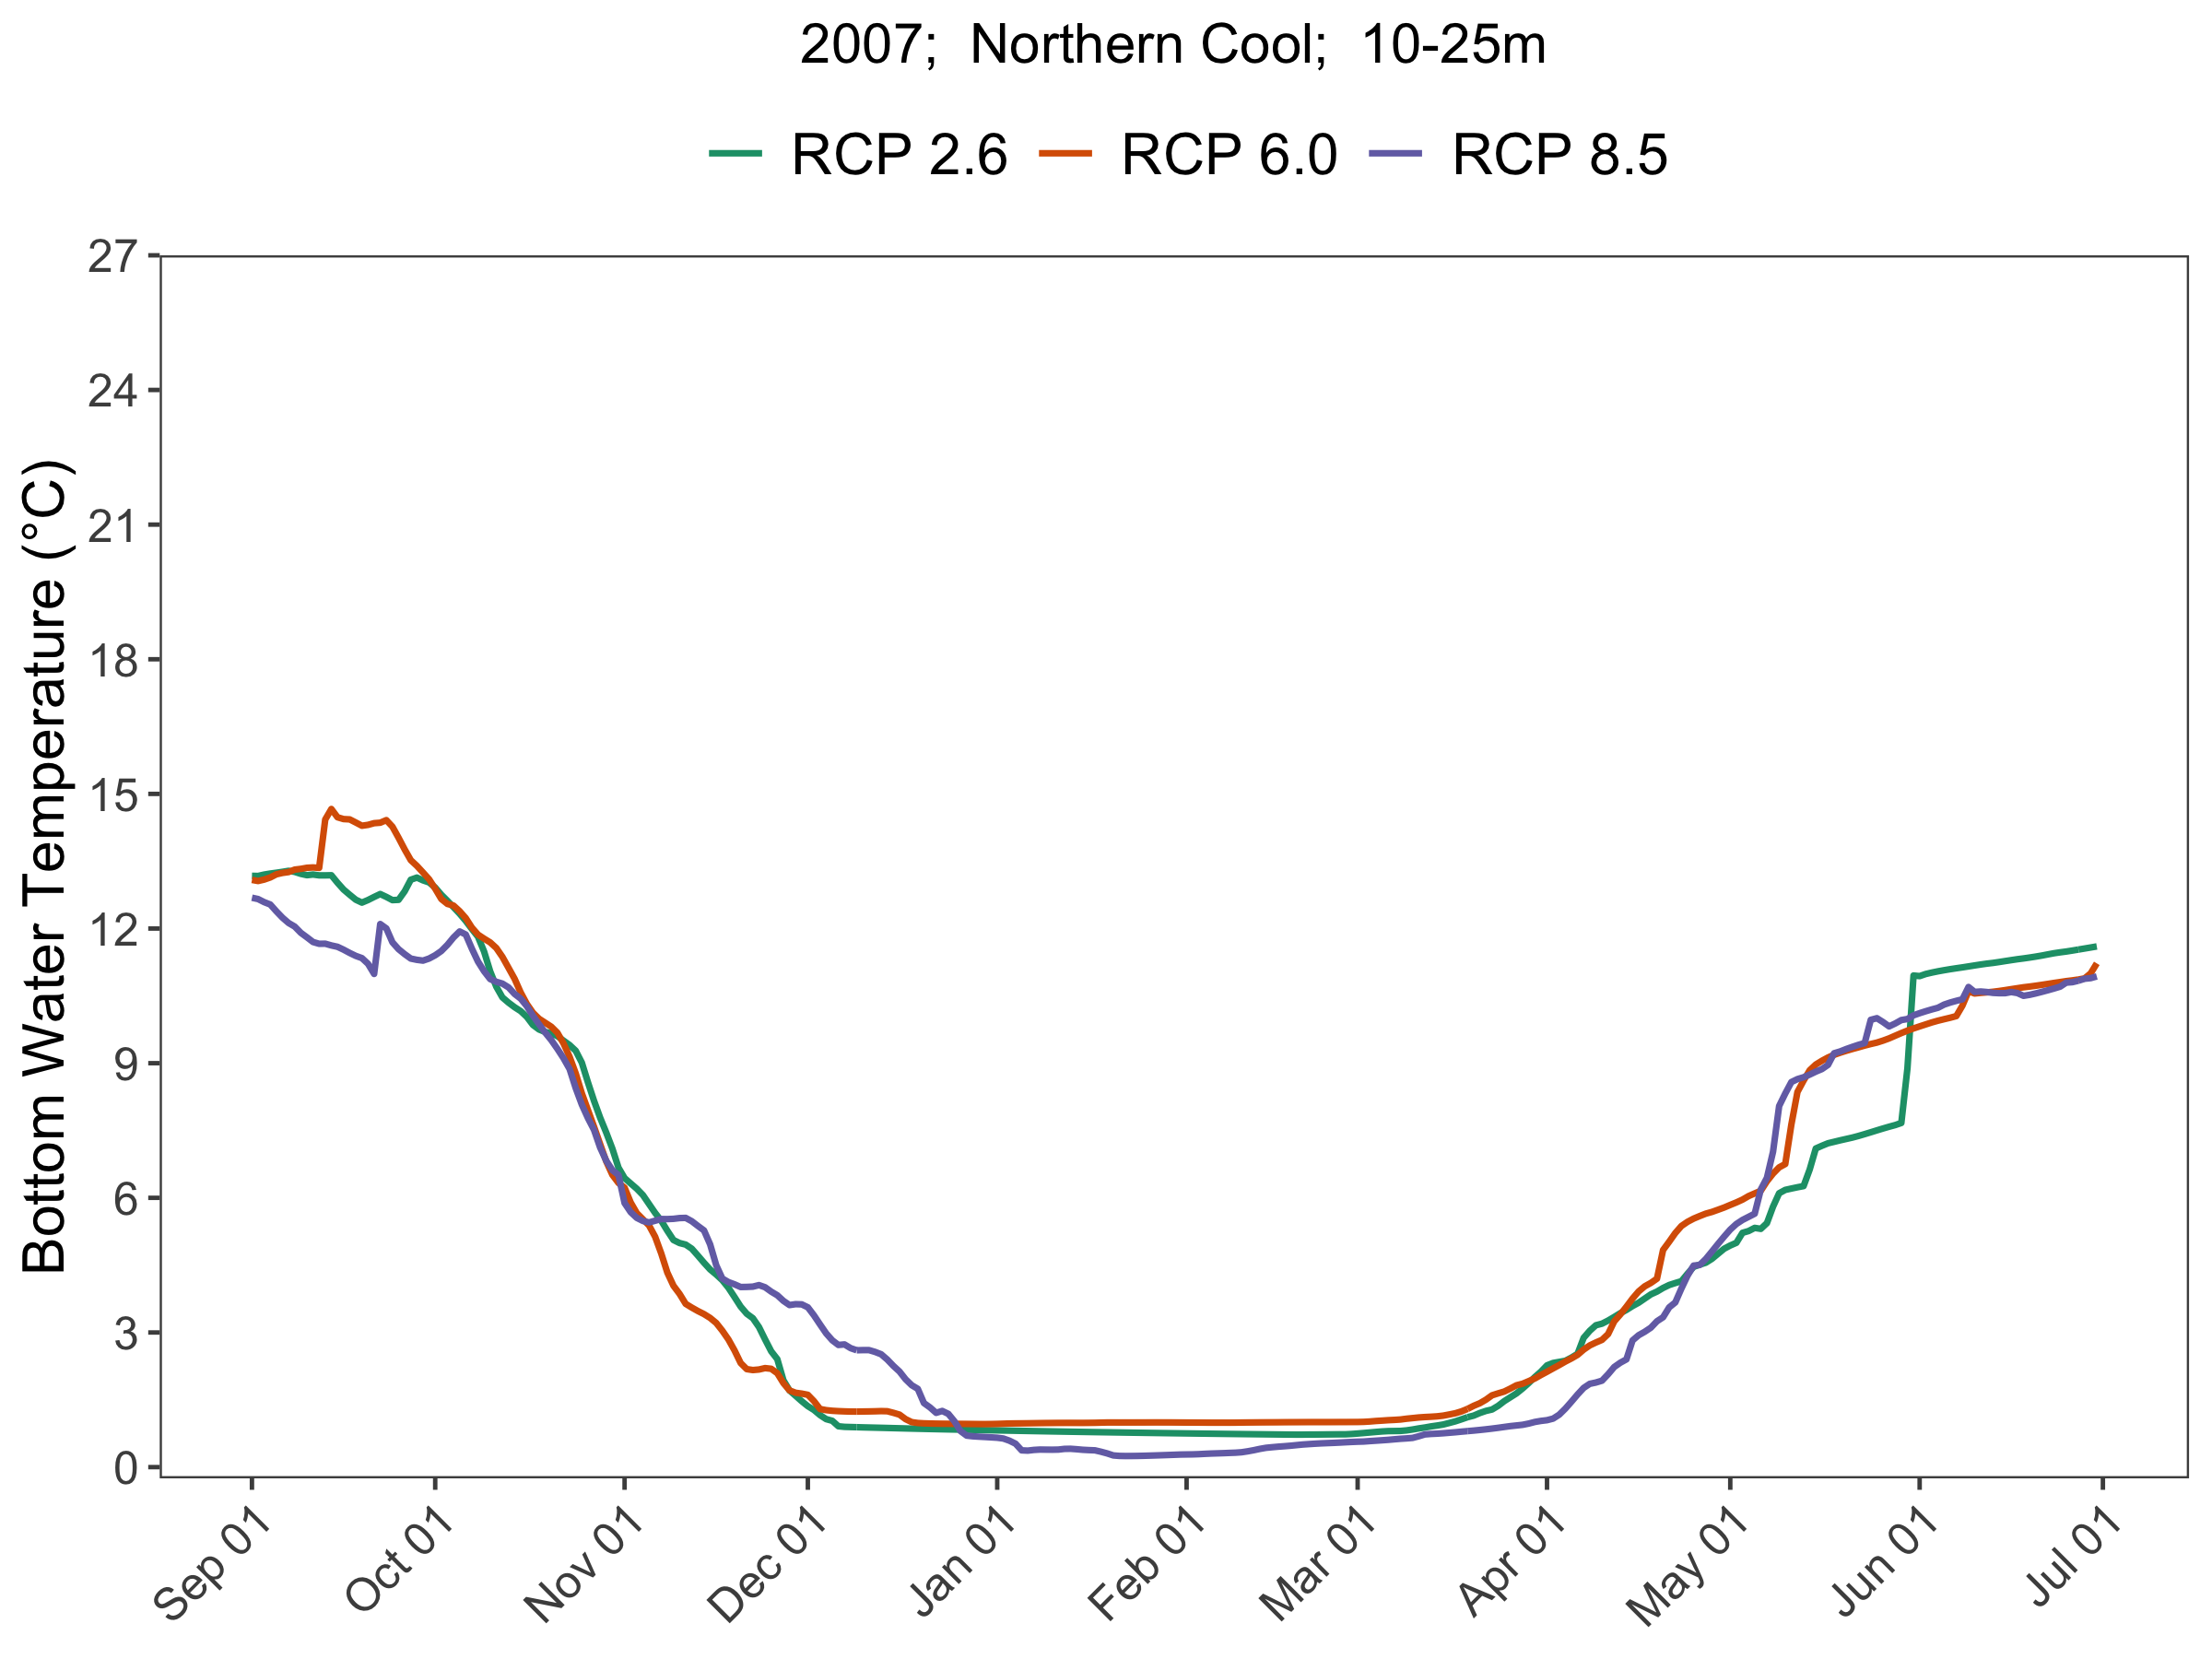 2007;  Northern Cool;  10-25m
RCP 2.6 RCP 6.0 RCP 8.5
Bottom Water Temperature (°C)
27
24
21
18
15
12
9
6
3
0
Sep 01 Oct 01 Nov 01 Dec 01 Jan 01 Feb 01 Mar 01 Apr 01 May 01 Jun 01 Jul 01